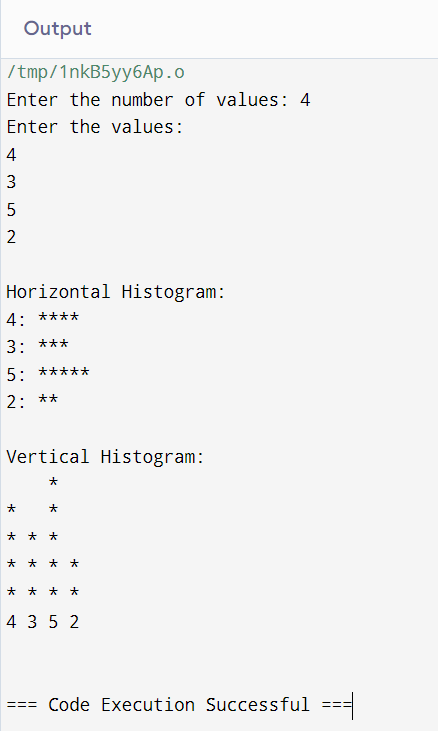 Output
/tmp/1nkB5yy6Ap.o
Enter the number of values: 4
Enter the values:
4
3
5
2

Horizontal Histogram:
4: ****
3: ***
5: *****
2: **

Vertical Histogram:
    *
*   *
* * *
* * * *
* * * *
4 3 5 2


=== Code Execution Successful ===